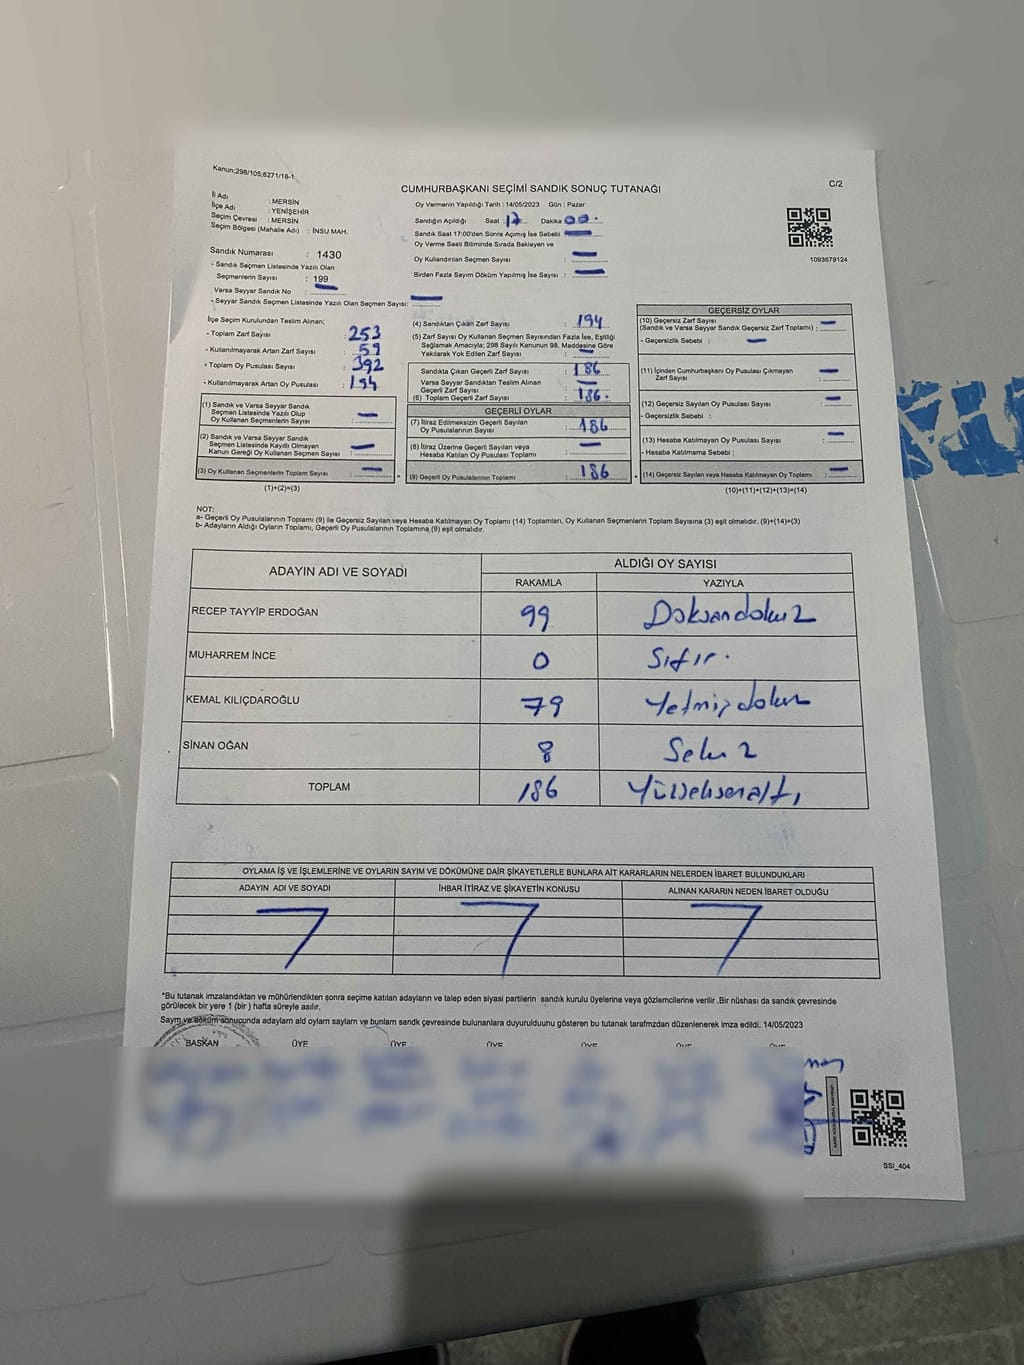 Kanun:298/105,6271/18-1
CUMHURBAŞKANI SEÇİMİ SANDIK SONUÇ TUTANAĞI
C/2
İl Adı : MERSİN
İlçe Adı : YENİŞEHİR
Seçim Çevresi : MERSİN
Seçim Bölgesi (Mahalle Adı) : İNSU MAH.
Oy Vermenin Yapıldığı Tarih : 14/05/2023 Gün : Pazar
Sandığın Açıldığı Saat 17 Dakika 00.
Sandık Saat 17:00'den Sonra Açılmış İse Sebebi : —
Oy Verme Saati Bitiminde Sırada Bekleyen ve
Oy Kullandırılan Seçmen Sayısı : —
Birden Fazla Sayım Döküm Yapılmış İse Sayısı : —
1093679124
Sandık Numarası : 1430
- Sandık Seçmen Listesinde Yazılı Olan
Seçmenlerin Sayısı : 199
Varsa Seyyar Sandık No : —
- Seyyar Sandık Seçmen Listesinde Yazılı Olan Seçmen Sayısı: —
İlçe Seçim Kurulundan Teslim Alınan;
- Toplam Zarf Sayısı : 253
- Kullanılmayarak Artan Zarf Sayısı : 59
- Toplam Oy Pusulası Sayısı : 392
- Kullanılmayarak Artan Oy Pusulası : 194
(1) Sandık ve Varsa Seyyar Sandık
Seçmen Listesinde Yazılı Olup
Oy Kullanan Seçmenlerin Sayısı : —
(2) Sandık ve Varsa Seyyar Sandık
Seçmen Listesinde Kayıtlı Olmayan
Kanun Gereği Oy Kullanan Seçmen Sayısı : —
(3) Oy Kullanan Seçmenlerin Toplam Sayısı : —
(1)+(2)=(3)
(4) Sandıktan Çıkan Zarf Sayısı : 194
(5) Zarf Sayısı Oy Kullanan Seçmen Sayısından Fazla İse, Eşitliği
Sağlamak Amacıyla; 298 Sayılı Kanunun 98. Maddesine Göre
Yakılarak Yok Edilen Zarf Sayısı : —
Sandıkta Çıkan Geçerli Zarf Sayısı : 186
Varsa Seyyar Sandıktan Teslim Alınan
Geçerli Zarf Sayısı : —
(6) Toplam Geçerli Zarf Sayısı : 186.
GEÇERLİ OYLAR
(7) İtiraz Edilmeksizin Geçerli Sayılan
Oy Pusulalarının Sayısı : 186
(8) İtiraz Üzerine Geçerli Sayılan veya
Hesaba Katılan Oy Pusulası Toplamı : —
= (9) Geçerli Oy Pusulalarının Toplamı : 186
GEÇERSİZ OYLAR
(10) Geçersiz Zarf Sayısı
(Sandık ve Varsa Seyyar Sandık Geçersiz Zarf Toplamı) : —
- Geçersizlik Sebebi : —
(11) İçinden Cumhurbaşkanı Oy Pusulası Çıkmayan
Zarf Sayısı : —
(12) Geçersiz Sayılan Oy Pusulası Sayısı : —
- Geçersizlik Sebebi :
(13) Hesaba Katılmayan Oy Pusulası Sayısı : —
- Hesaba Katılmama Sebebi :
+ (14) Geçersiz Sayılan veya Hesaba Katılmayan Oy Toplamı : —
(10)+(11)+(12)+(13)=(14)
NOT:
a- Geçerli Oy Pusulalarının Toplamı (9) ile Geçersiz Sayılan veya Hesaba Katılmayan Oy Toplamı (14) Toplamları, Oy Kullanan Seçmenlerin Toplam Sayısına (3) eşit olmalıdır. (9)+(14)=(3)
b- Adayların Aldığı Oyların Toplamı, Geçerli Oy Pusulalarının Toplamına (9) eşit olmalıdır.
ADAYIN ADI VE SOYADI ALDIĞI OY SAYISI
RAKAMLA YAZIYLA
RECEP TAYYİP ERDOĞAN 99 Doksandokuz
MUHARREM İNCE 0 Sıfır.
KEMAL KILIÇDAROĞLU 79 Yetmişdokuz
SİNAN OĞAN 8 Sekiz
TOPLAM 186 Yüzseksenaltı
OYLAMA İŞ VE İŞLEMLERİNE VE OYLARIN SAYIM VE DÖKÜMÜNE DAİR ŞİKAYETLERLE BUNLARA AİT KARARLARIN NELERDEN İBARET BULUNDUKLARI
ADAYIN ADI VE SOYADI İHBAR İTİRAZ VE ŞİKAYETİN KONUSU ALINAN KARARIN NEDEN İBARET OLDUĞU
*Bu tutanak imzalandıktan ve mühürlendikten sonra seçime katılan adayların ve talep eden siyasi partilerin sandık kurulu üyelerine veya gözlemcilerine verilir .Bir nüshası da sandık çevresinde
görülecek bir yere 1 (bir ) hafta süreyle asılır.
Sayım ve döküm sonucunda adayların ald oyların sayıları ve bunların sandk çevresinde bulunanlara duyurulduunu gösteren bu tutanak tarafmzdan düzenlenerek imza edildi. 14/05/2023
BAŞKAN ÜYE ÜYE ÜYE ÜYE ÜYE ÜYE
SSI_404